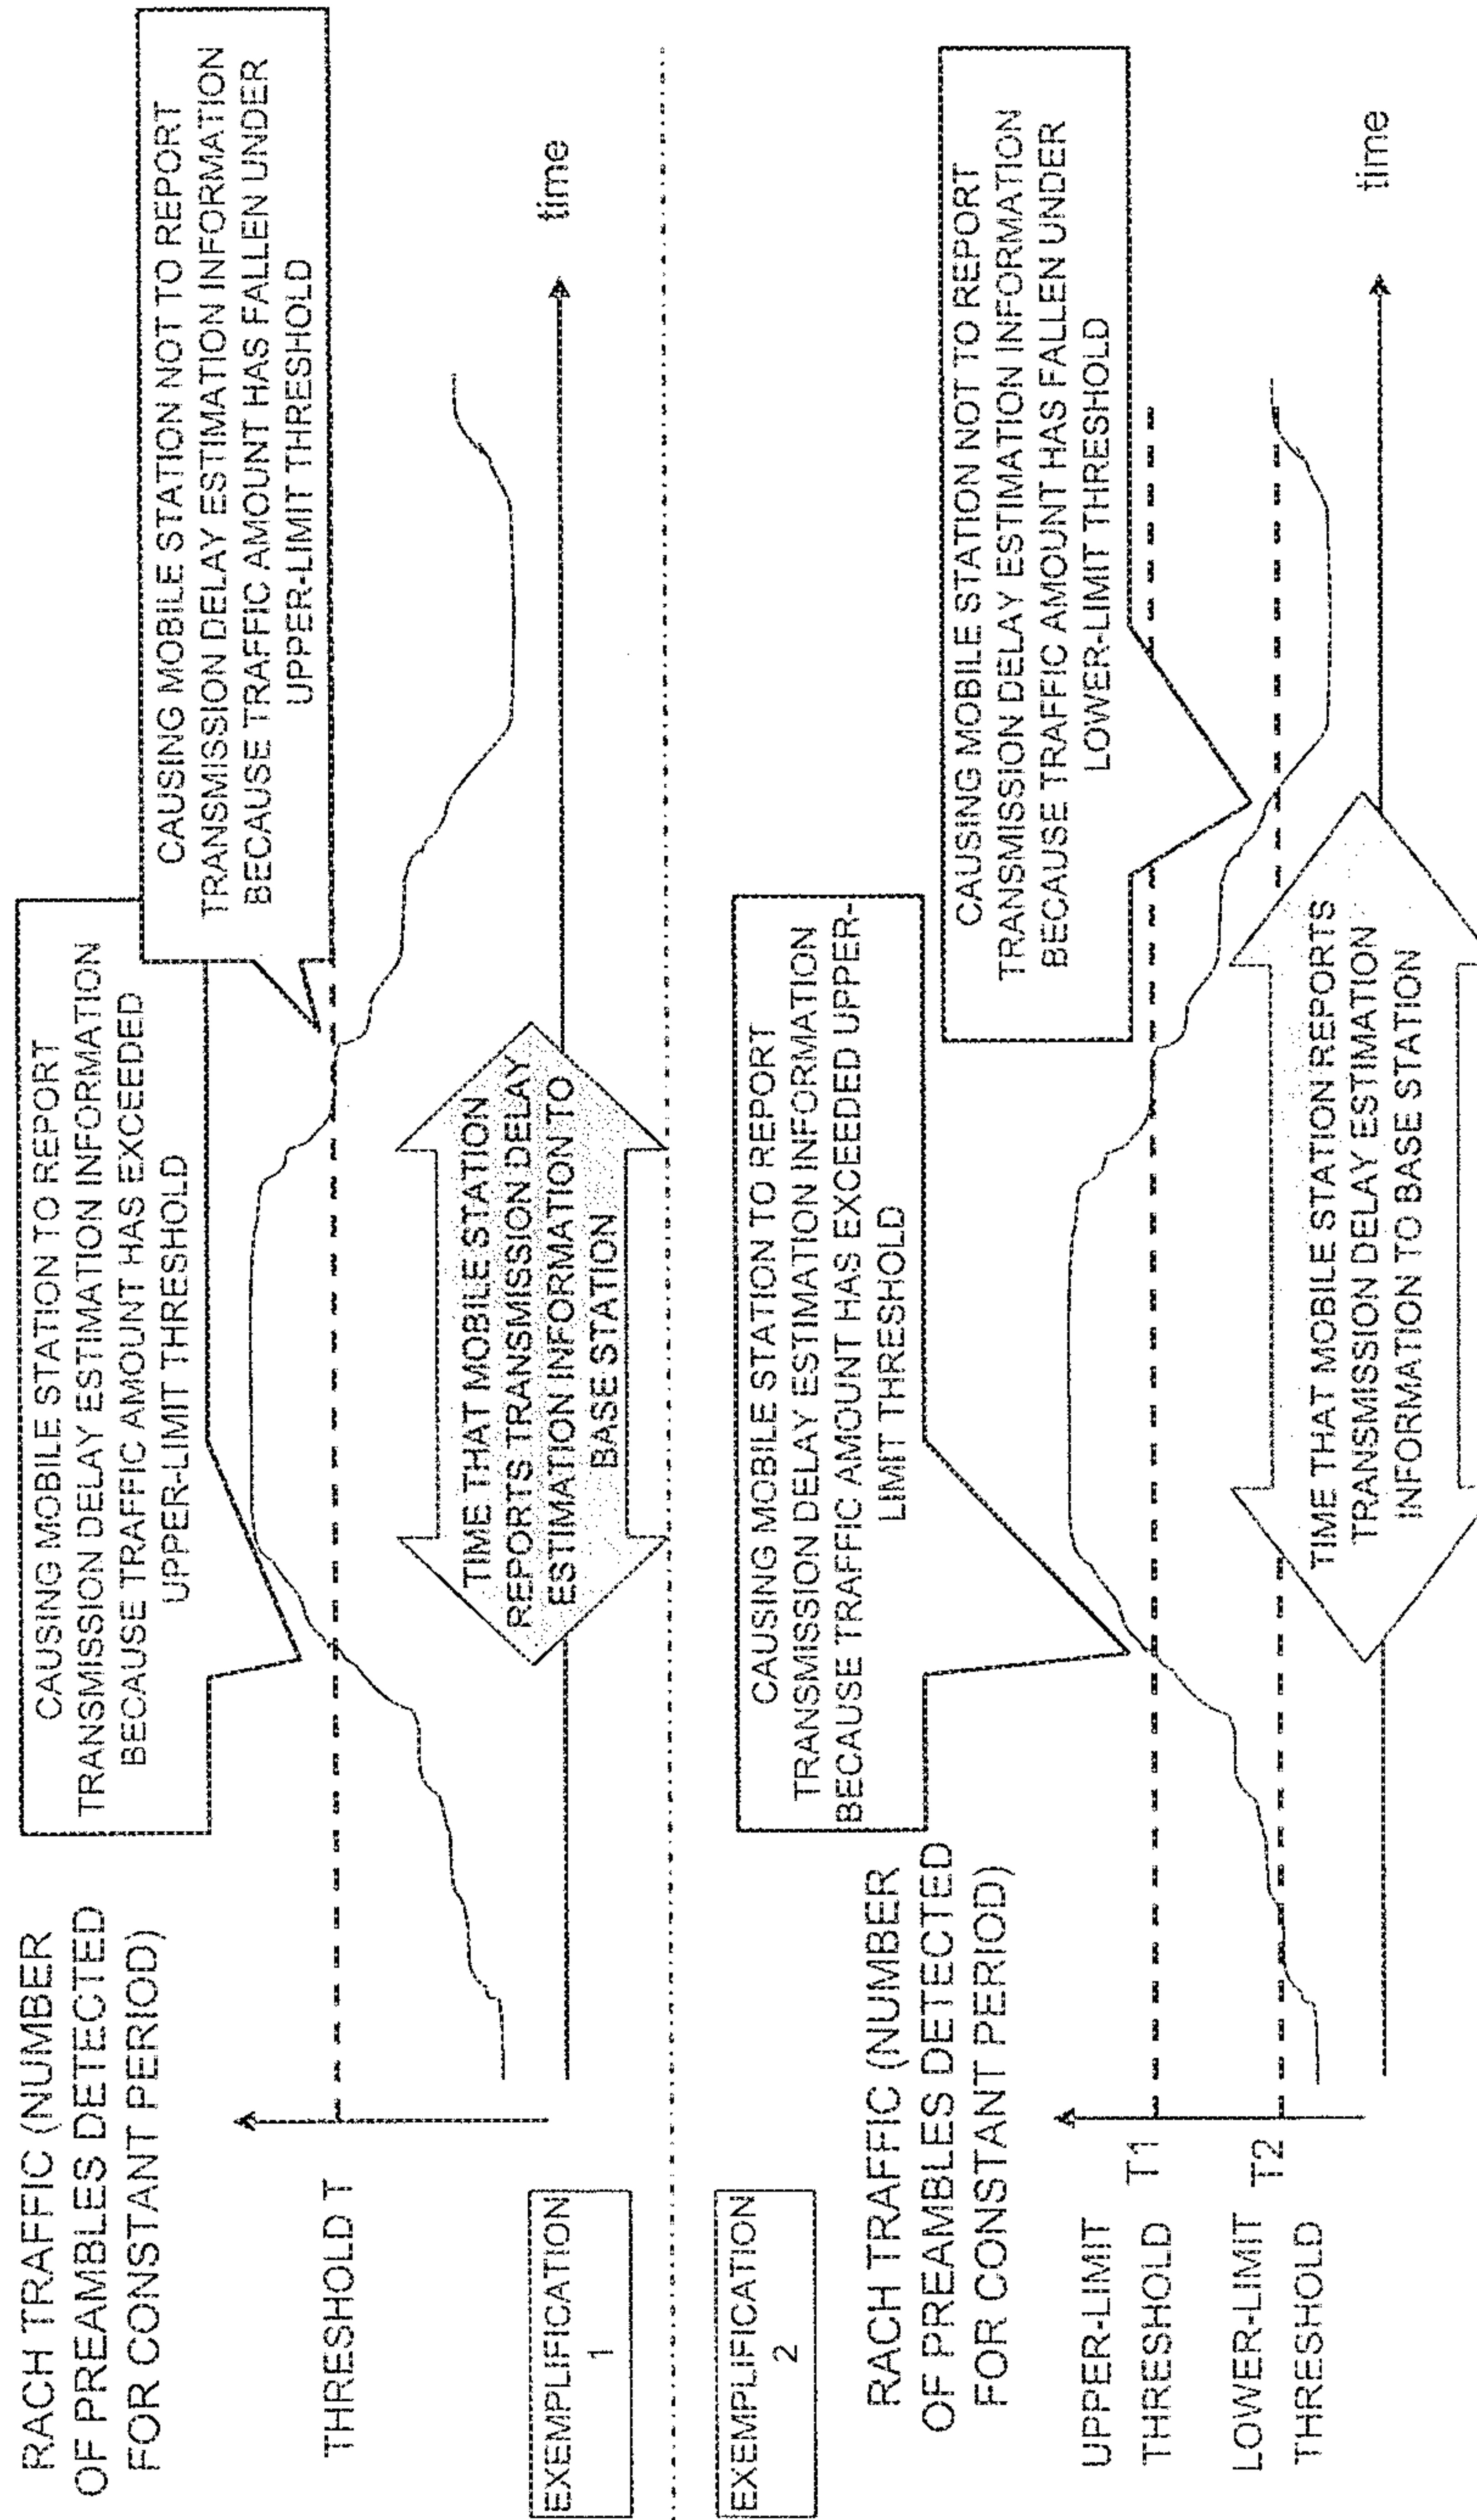 RACH TRAFFIC (NUMBER
OF PREAMBLES DETECTED
FOR CONSTANT PERIOD)
CAUSING MOBILE STATION TO REPORT
TRANSMISSION DELAY ESTIMATION INFORMATION
BECAUSE TRAFFIC AMOUNT HAS EXCEEDED
UPPER-LIMIT THRESHOLD
CAUSING MOBILE STATION NOT TO REPORT
TRANSMISSION DELAY ESTIMATION INFORMATION
BECAUSE TRAFFIC AMOUNT HAS FALLEN UNDER
UPPER-LIMIT THRESHOLD
THRESHOLD T
TIME THAT MOBILE STATION
REPORTS TRANSMISSION DELAY
ESTIMATION INFORMATION TO
BASE STATION
time
EXEMPLIFICATION
1
EXEMPLIFICATION
2
RACH TRAFFIC (NUMBER
OF PREAMBLES DETECTED
FOR CONSTANT PERIOD)
CAUSING MOBILE STATION TO REPORT
TRANSMISSION DELAY ESTIMATION INFORMATION
BECAUSE TRAFFIC AMOUNT HAS EXCEEDED UPPER-
LIMIT THRESHOLD
CAUSING MOBILE STATION NOT TO REPORT
TRANSMISSION DELAY ESTIMATION INFORMATION
BECAUSE TRAFFIC AMOUNT HAS FALLEN UNDER
LOWER-LIMIT THRESHOLD
UPPER-LIMIT
THRESHOLD T1
LOWER-LIMIT
THRESHOLD T2
TIME THAT MOBILE STATION REPORTS
TRANSMISSION DELAY ESTIMATION
INFORMATION TO BASE STATION
time